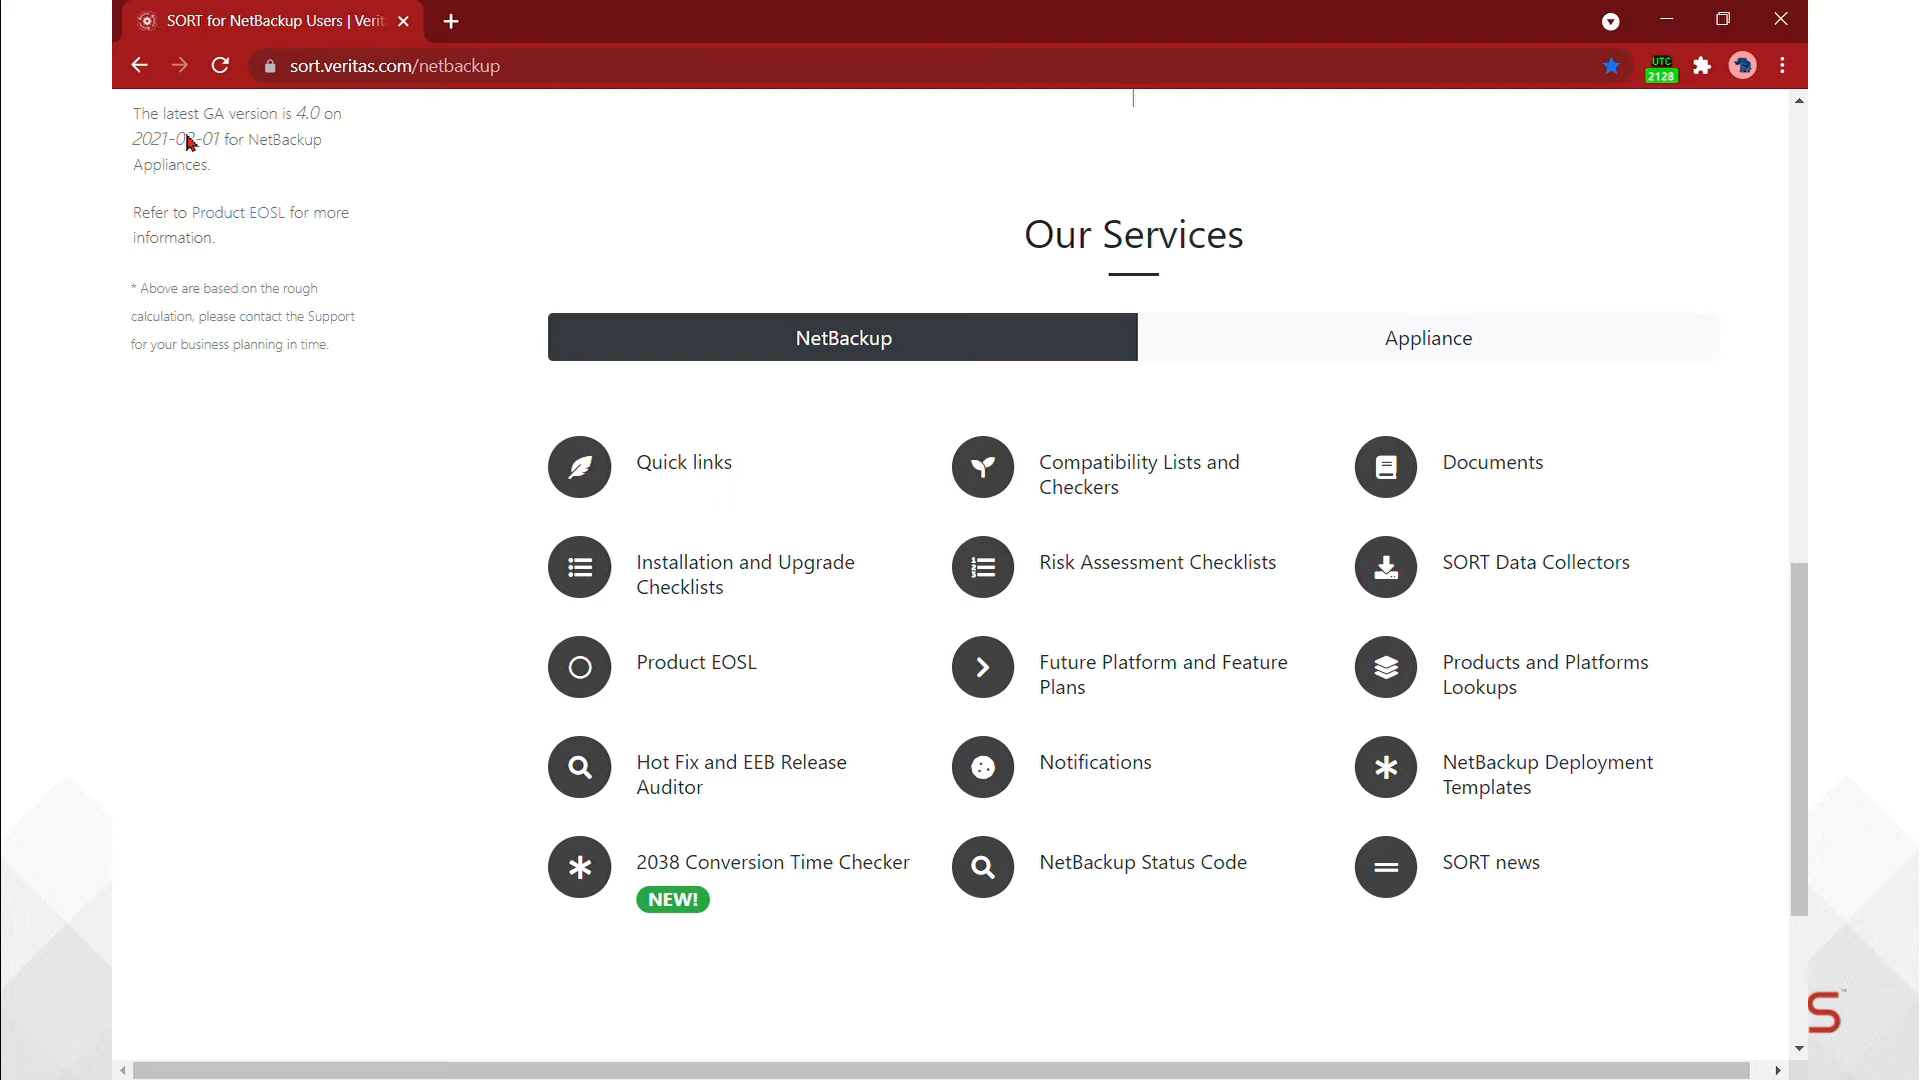 SORT for NetBackup Users | Verit
sort.veritas.com/netbackup
UTC
2128
The latest GA version is 4.0 on
2021-03-01 for NetBackup
Appliances.
Refer to Product EOSL for more
information.
* Above are based on the rough
calculation, please contact the Support
for your business planning in time.
Our Services
NetBackup
Appliance
Quick links
Compatibility Lists and
Checkers
Documents
Installation and Upgrade
Checklists
Risk Assessment Checklists
SORT Data Collectors
Product EOSL
Future Platform and Feature
Plans
Products and Platforms
Lookups
Hot Fix and EEB Release
Auditor
Notifications
NetBackup Deployment
Templates
2038 Conversion Time Checker
NEW!
NetBackup Status Code
SORT news
S